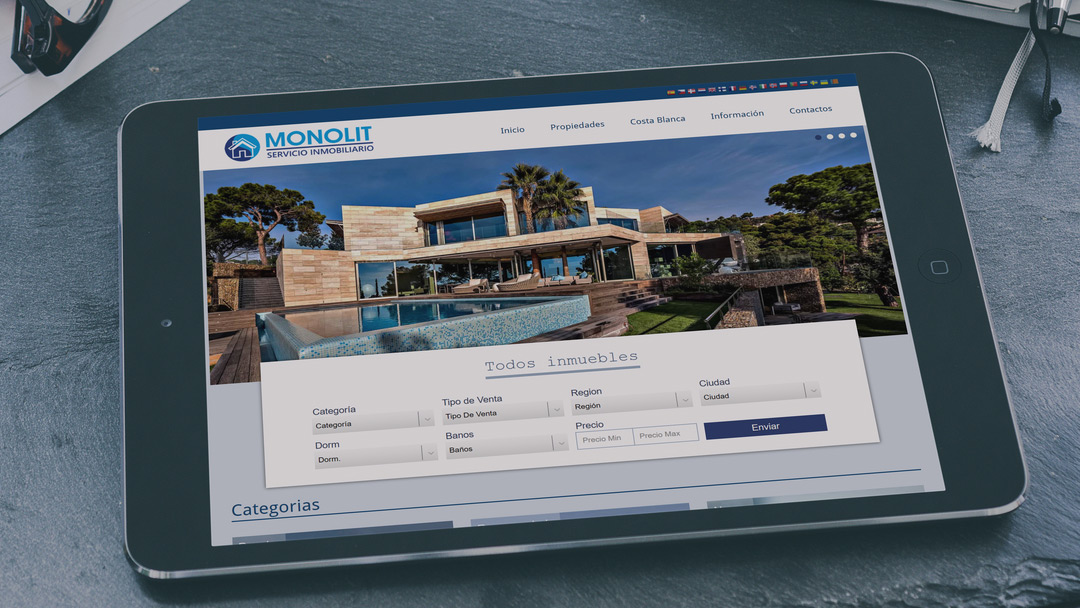 MONOLIT
SERVICIO INMOBILIARIO
Inicio Propiedades Costa Blanca Información Contactos
Todos inmuebles
Categoria Tipo de Venta Region Ciudad
Categoria Tipo De Venta Región Ciudad
Dorm Banos Precio
Dorm. Baños Precio Min Precio Max Enviar
Categorias